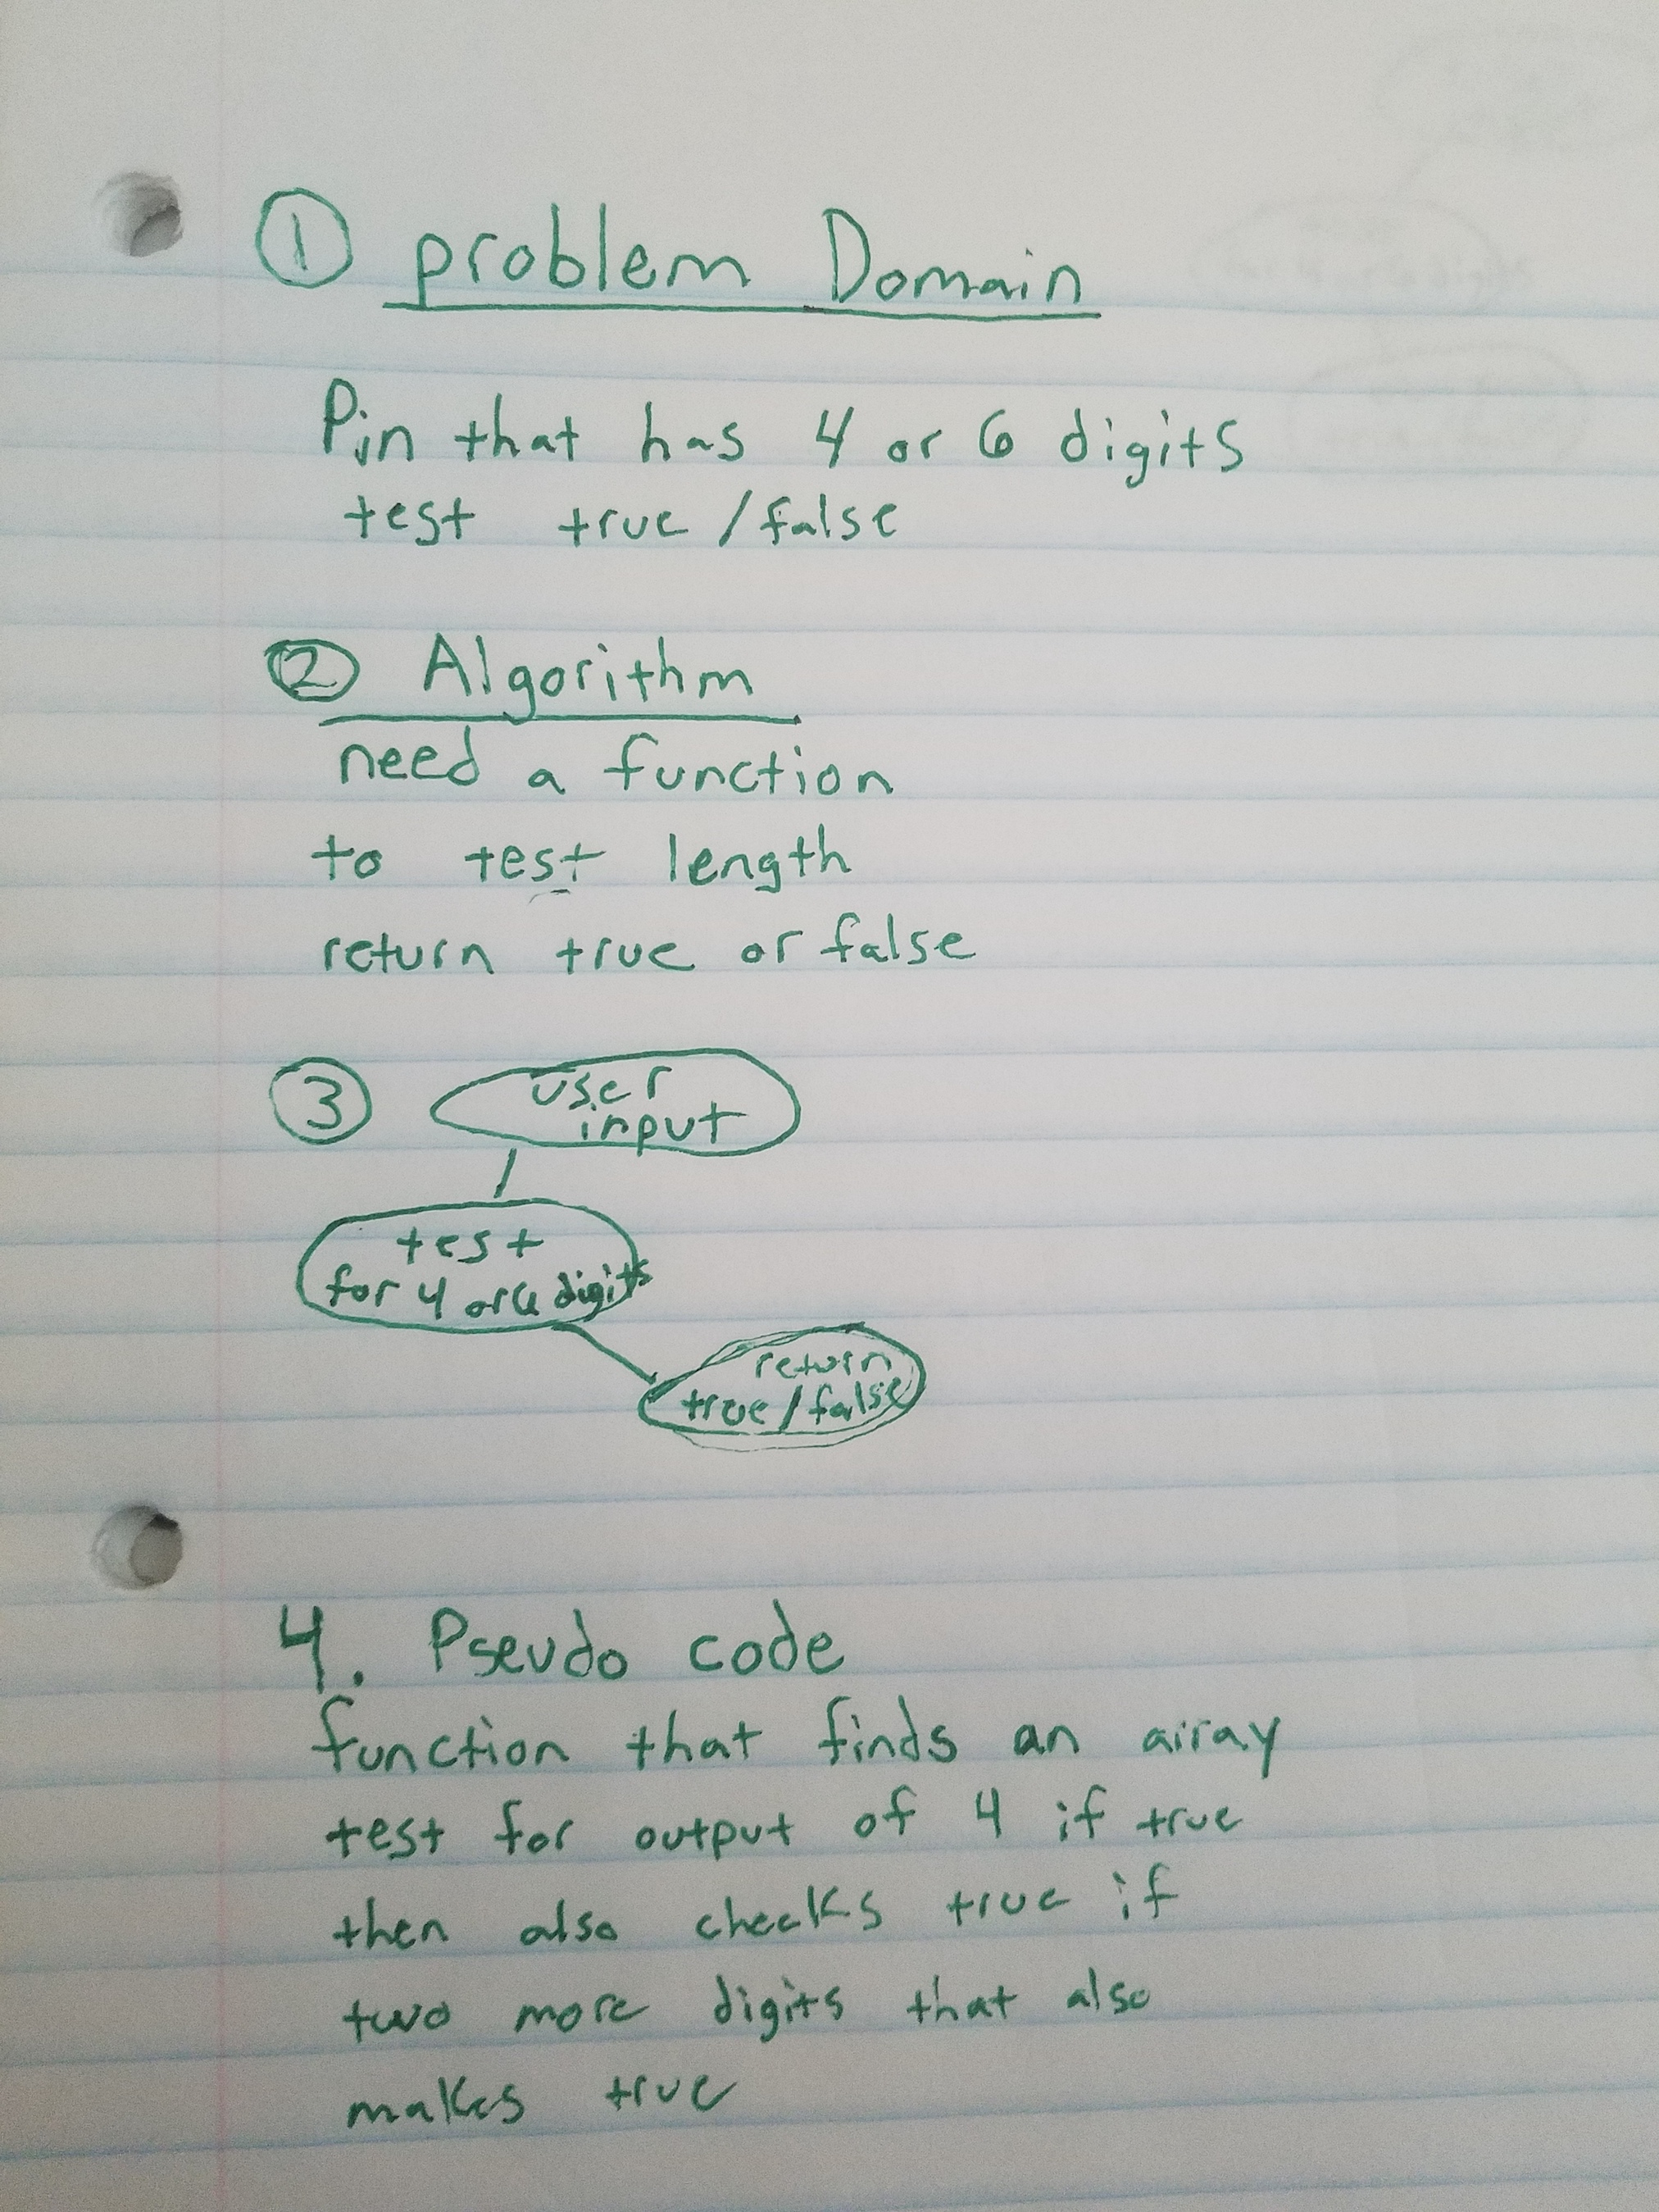 ① problem Domain
Pin that has 4 or 6 digits
test true/false
② Algorithm
need a function
to test length
return true or false
③ user
input
test
for 4 or 6 digits
return
true/false
4. Pseudo code
function that finds an array
test for output of 4 if true
then also checks true if
two more digits that also
makes true